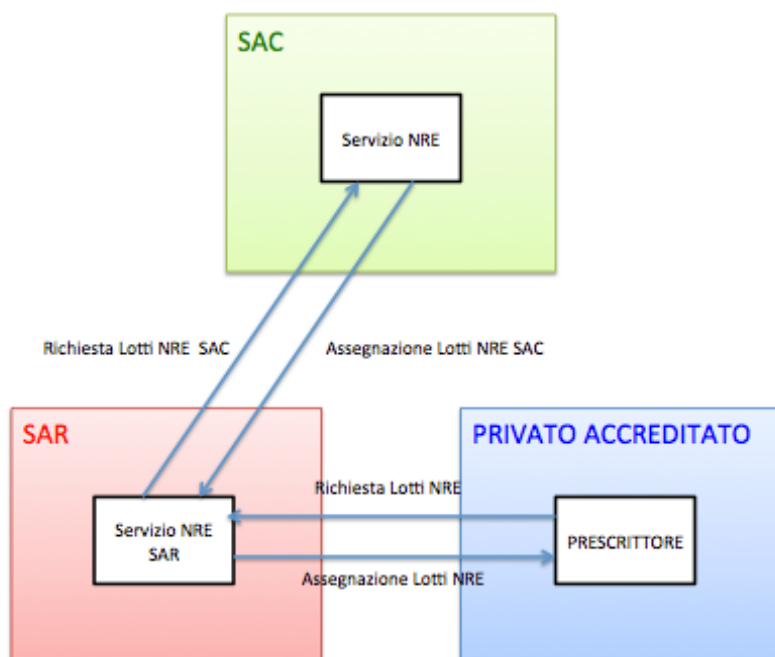 SAC
Servizio NRE
Richiesta Lotti NRE SAC
Assegnazione Lotti NRE SAC
SAR
PRIVATO ACCREDITATO
Richiesta Lotti NRE
Servizio NRE
SAR
PRESCRITTORE
Assegnazione Lotti NRE